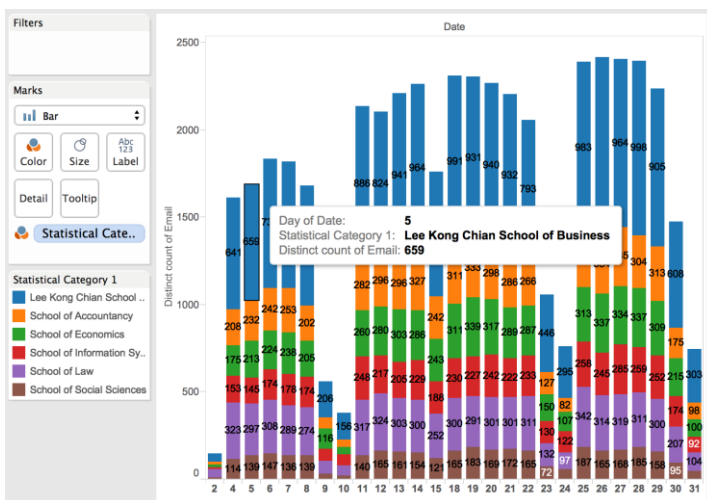 Filters
Marks
Bar
Color
Size
Abc
123
Label
Detail
Tooltip
Statistical Cate..
Statistical Category 1
Lee Kong Chian School ..
School of Accountancy
School of Economics
School of Information Sy..
School of Law
School of Social Sciences
Date
Distinct count of Email
2500
2000
1500
1000
500
0
886 824 941 964 991 931 940 932 793 983 964 998 905
641 659 608
Day of Date: 5
Statistical Category 1: Lee Kong Chian School of Business
Distinct count of Email: 659
208 232 242 253 202 282 296 296 327 242 311 333 298 286 266 446 295 304 313 175 303
175 213 224 238 205 206 156 260 280 303 286 243 311 339 317 289 287 127 82 313 337 334 337 309 215 98
153 145 174 178 174 116 248 217 205 229 188 230 227 242 222 233 150 107 258 245 285 259 252 174 100
323 297 308 289 274 317 324 303 300 252 300 291 301 301 311 130 122 342 314 319 311 300 207 92
132 97 104
114 139 147 136 139 140 165 161 154 121 165 183 169 172 165 72 187 165 168 185 158 95
2 4 5 6 7 8 9 10 11 12 13 14 15 18 19 20 21 22 23 24 25 26 27 28 29 30 31